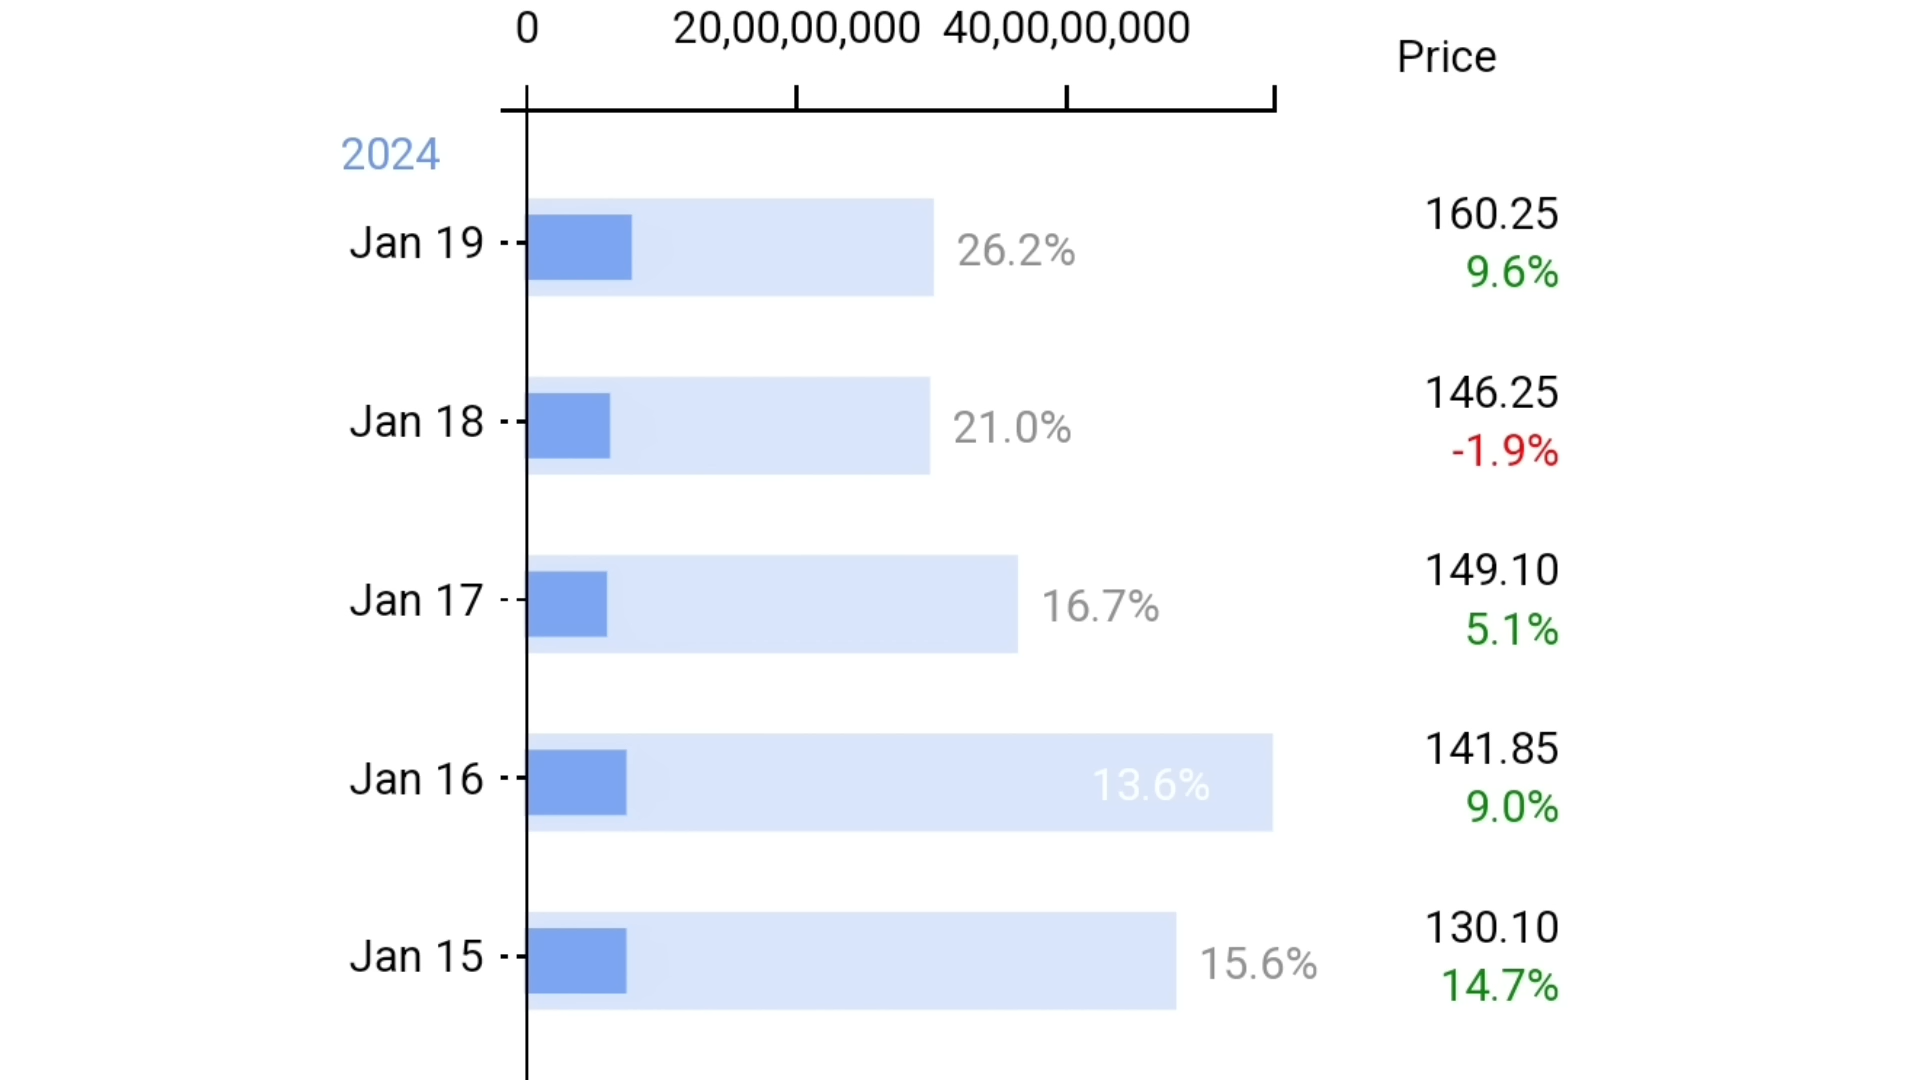 0 20,00,00,000 40,00,00,000
Price
2024
Jan 19 26.2% 160.25
9.6%
Jan 18 21.0% 146.25
-1.9%
Jan 17 16.7% 149.10
5.1%
Jan 16 13.6% 141.85
9.0%
Jan 15 15.6% 130.10
14.7%